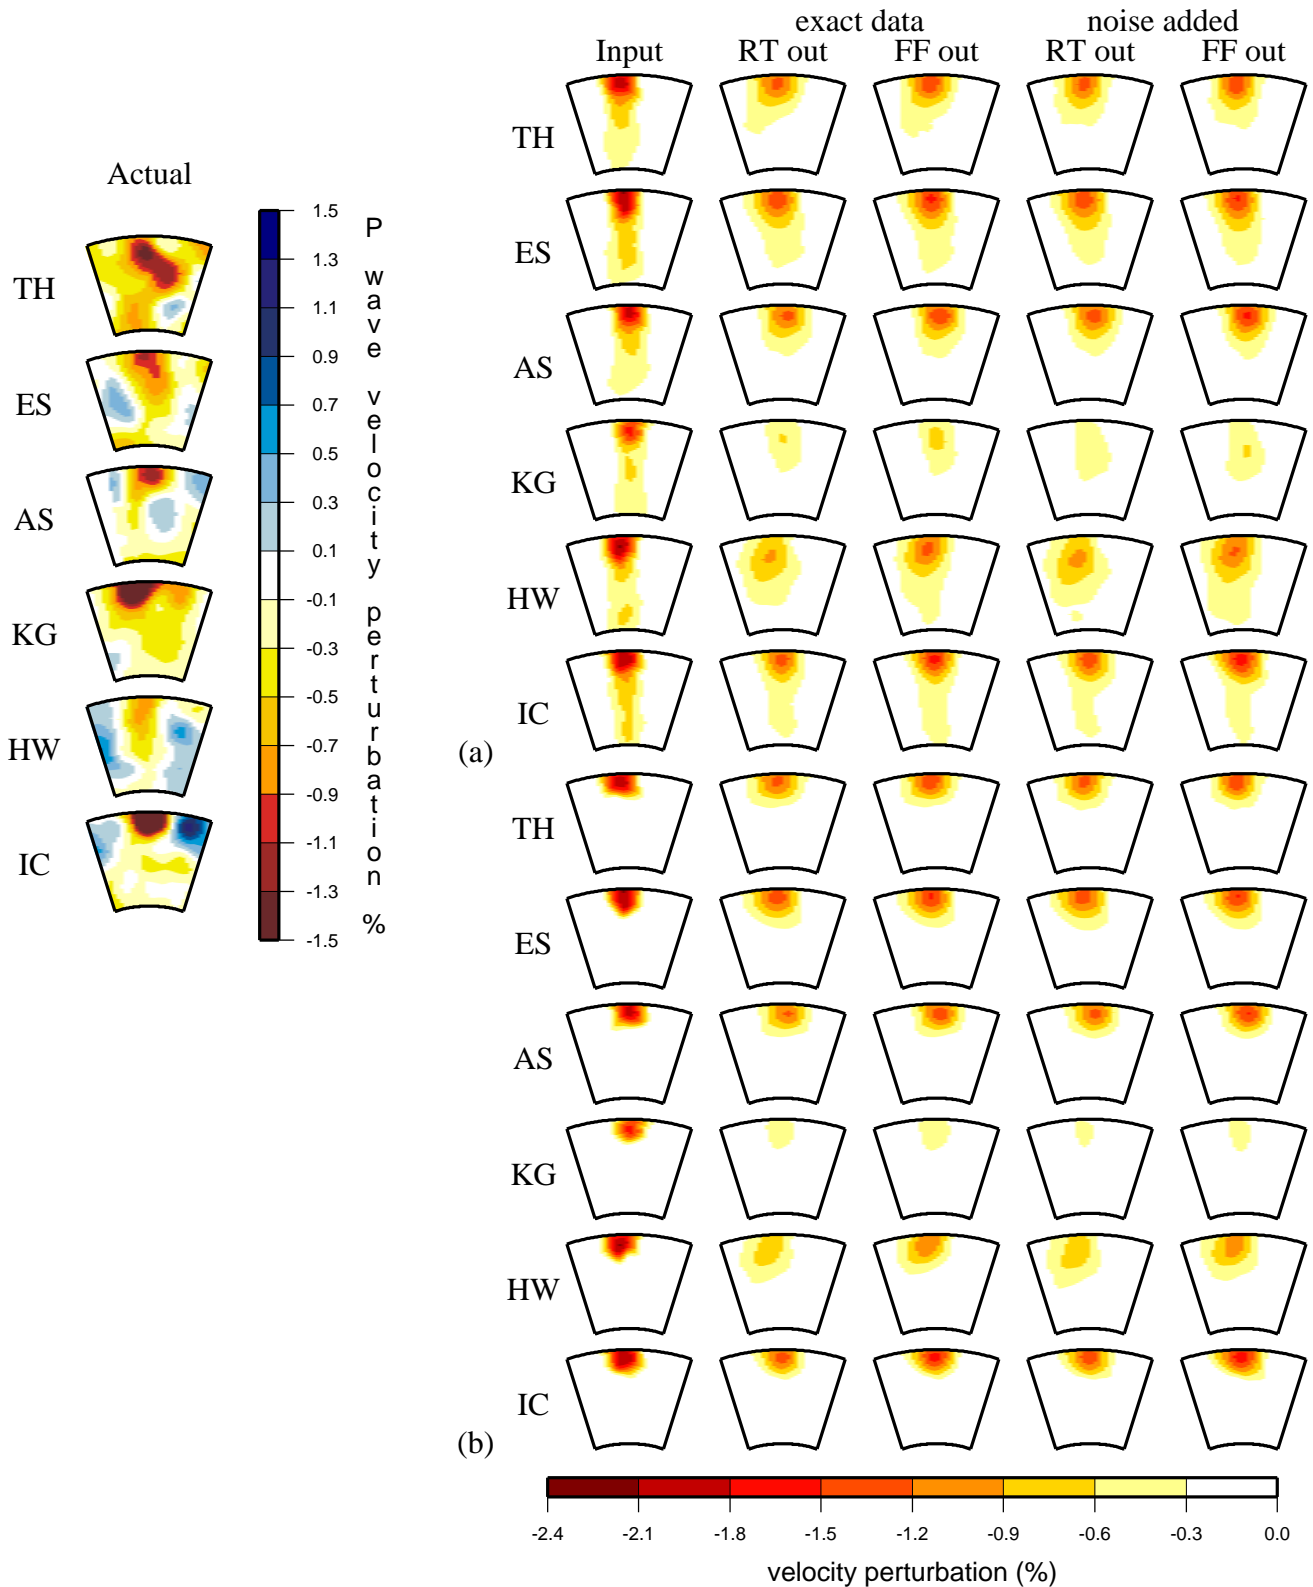 exact data noise added
Input RT out FF out RT out FF out
TH
ES
AS
KG
HW
IC
(a)
TH
ES
AS
KG
HW
IC
(b)
-2.4 -2.1 -1.8 -1.5 -1.2 -0.9 -0.6 -0.3 0.0
velocity perturbation (%)
Actual
TH
ES
AS
KG
HW
IC
1.5
1.3
1.1
0.9
0.7
0.5
0.3
0.1
-0.1
-0.3
-0.5
-0.7
-0.9
-1.1
-1.3
-1.5
P wave velocity perturbation %